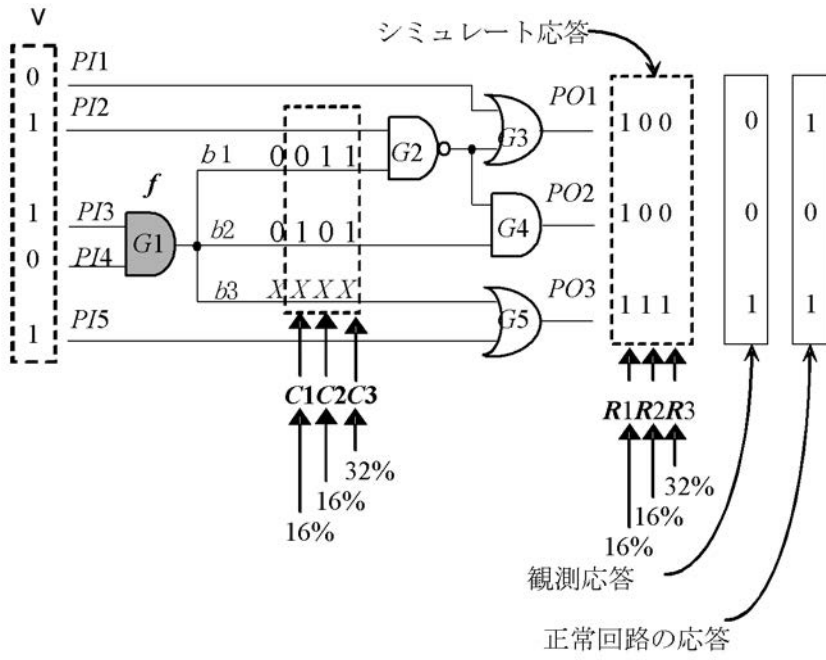 V
シミュレート応答
0 PI1 PO1 1 0 0 0 1
1 PI2 G3
b1 0 0 1 1 G2
f
1 PI3 PO2 1 0 0 0 0
G1 b2 0 1 0 1 G4
0 PI4
b3 X X X X PO3 1 1 1 1 1
1 PI5 G5
C1 C2 C3 R1 R2 R3
32% 32%
16% 16%
16% 16%
観測応答
正常回路の応答